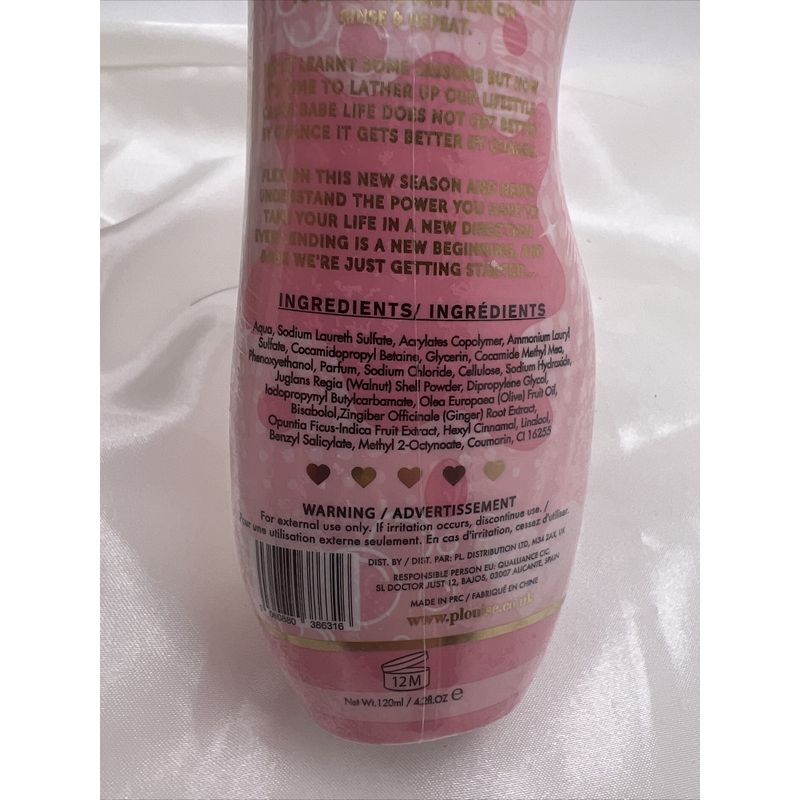 RINSE & REPEAT.
LEARNT SOME LESSONS BUT NOW
TIME TO LATHER UP OUR LIFESTYLE
BABE LIFE DOES NOT GET BETTER
BY CHANCE IT GETS BETTER BY CHANGE.
FLEX ON THIS NEW SEASON AND
UNDERSTAND THE POWER YOU HAVE TO
TAKE YOUR LIFE IN A NEW DIRECTION
EVERY ENDING IS A NEW BEGINNING, AND
BABE WE'RE JUST GETTING STARTED...
INGREDIENTS/ INGRÉDIENTS
Aqua, Sodium Laureth Sulfate, Acrylates Copolymer, Ammonium Lauryl
Sulfate, Cocamidopropyl Betaine, Glycerin, Cocamide Methyl Mea,
Phenoxyethanol, Parfum, Sodium Chloride, Cellulose, Sodium Hydroxide,
Juglans Regia (Walnut) Shell Powder, Dipropylene Glycol,
Iodopropynyl Butylcarbamate, Olea Europaea (Olive) Fruit Oil,
Bisabolol,Zingiber Officinale (Ginger) Root Extract,
Opuntia Ficus-Indica Fruit Extract, Hexyl Cinnamal, Linalool,
Benzyl Salicylate, Methyl 2-Octynoate, Coumarin, CI 16255
WARNING / ADVERTISSEMENT
For external use only. If irritation occurs, discontinue use. /
Pour une utilisation externe seulement. En cas d'irritation, cessez d'utiliser.
DIST. BY / DIST. PAR: PL. DISTRIBUTION LTD, M34 2AX, UK
RESPONSIBLE PERSON EU: QUALLIANCE CIC,
SL DOCTOR JUST 12, BAJOS, 03007 ALICANTE, SPAIN
MADE IN PRC / FABRIQUÉ EN CHINE
www.plouise.co.uk
386316
12M
Net Wt.120ml / 4.2fl.OZ e